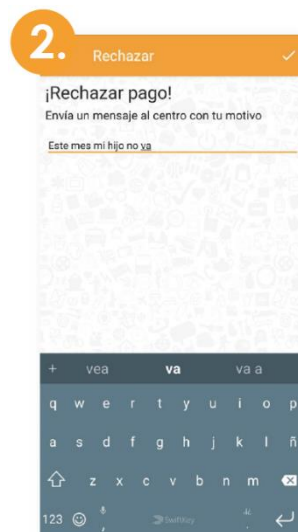 2.
Rechazar
¡Rechazar pago!
Envía un mensaje al centro con tu motivo
Este mes mi hijo no va
+ vea va va a
q w e r t y u i o p
a s d f g h j k l ñ
z x c v b n m
123 , SwiftKey .